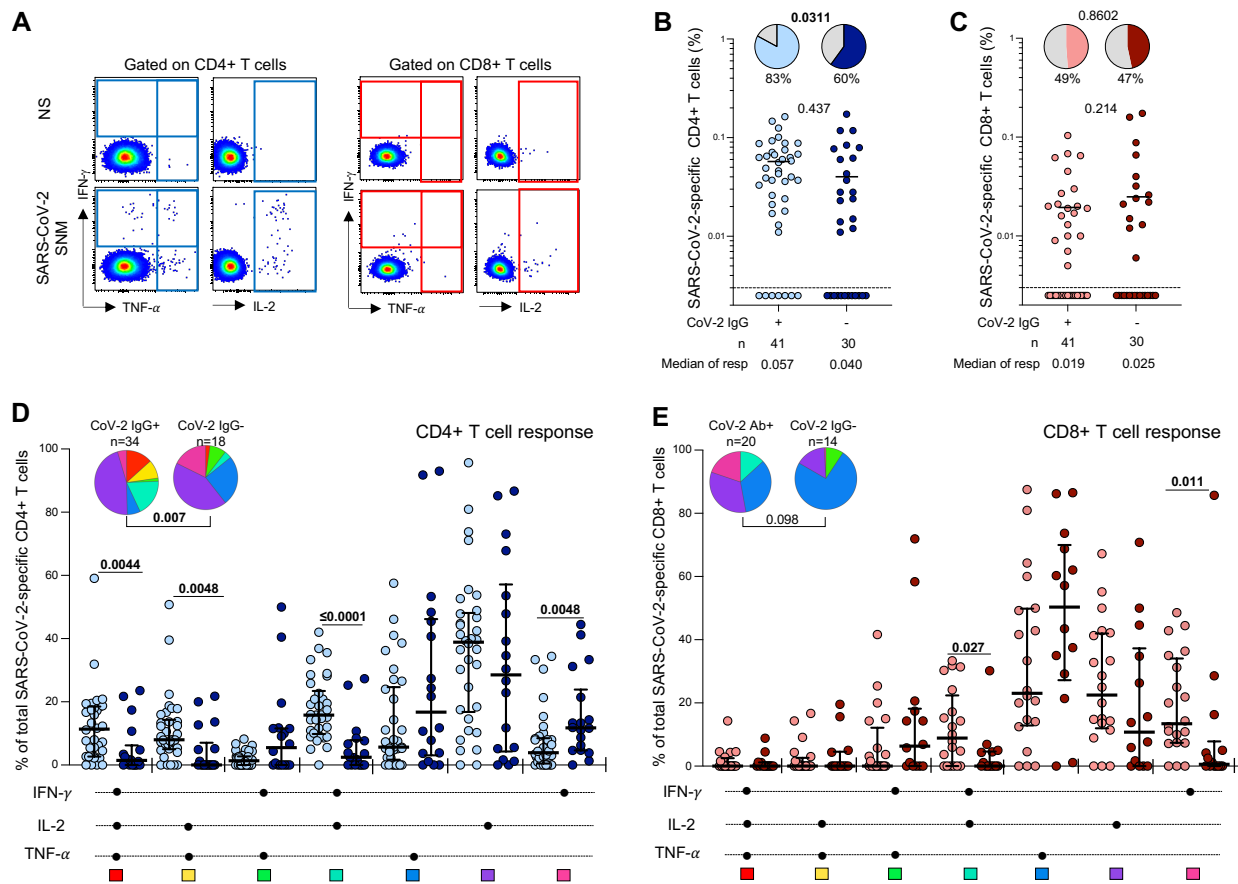 A
Gated on CD4+ T cells
Gated on CD8+ T cells
NS
SARS-CoV-2
SNM
IFN-γ
TNF-α
IL-2
IFN-γ
TNF-α
IL-2
B
0.0311
83%
60%
0.437
SARS-CoV-2-specific CD4+ T cells (%)
1
0.1
0.01
CoV-2 IgG + -
n 41 30
Median of resp 0.057 0.040
C
0.8602
49%
47%
0.214
SARS-CoV-2-specific CD8+ T cells (%)
1
0.1
0.01
CoV-2 IgG + -
n 41 30
Median of resp 0.019 0.025
D
CoV-2 IgG+
n=34
CoV-2 IgG-
n=18
CD4+ T cell response
0.007
% of total SARS-CoV-2-specific CD4+ T cells
100
80
60
40
20
0
0.0044
0.0048
≤0.0001
0.0048
IFN-γ
IL-2
TNF-α
E
CoV-2 Ab+
n=20
CoV-2 IgG-
n=14
CD8+ T cell response
0.098
% of total SARS-CoV-2-specific CD8+ T cells
100
80
60
40
20
0
0.027
0.011
IFN-γ
IL-2
TNF-α